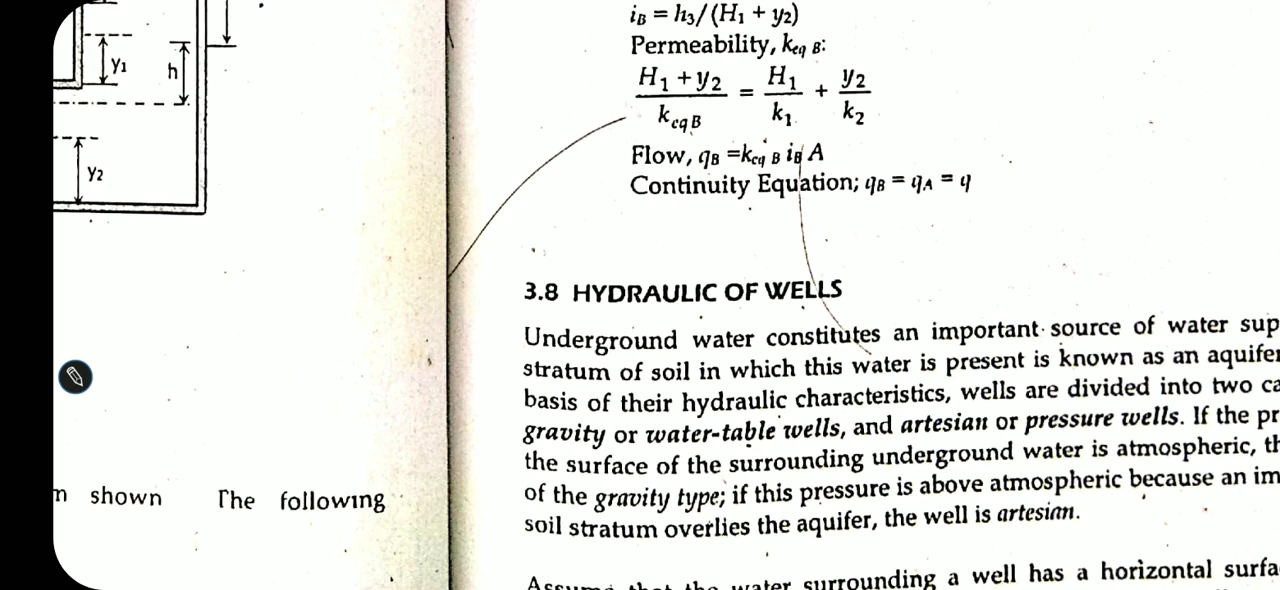 y₁
h
y₂
n shown The following
iB = h₃/(H₁ + y₂)
Permeability, keq B:
H₁ + y₂ / keq B = H₁ / k₁ + y₂ / k₂
Flow, qB =keq B iB A
Continuity Equation; qB = qA = q
3.8 HYDRAULIC OF WELLS
Underground water constitutes an important source of water sup
stratum of soil in which this water is present is known as an aquifer
basis of their hydraulic characteristics, wells are divided into two ca
gravity or water-table wells, and artesian or pressure wells. If the pr
the surface of the surrounding underground water is atmospheric, th
of the gravity type; if this pressure is above atmospheric because an im
soil stratum overlies the aquifer, the well is artesian.
Assume that the water surrounding a well has a horizontal surfa